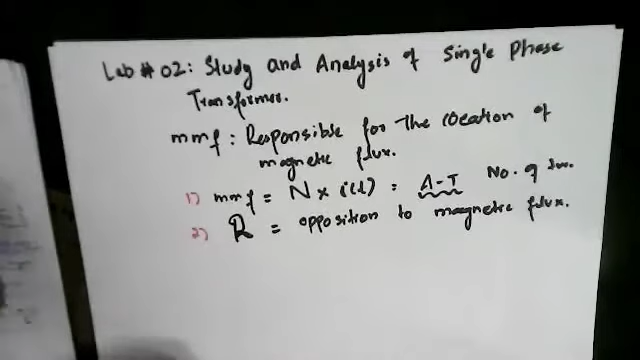 Lab # 02: Study and Analysis of Single Phase
Transformer.
mmf: Responsible for the creation of
magnetic flux.
1) mmf = N x i(t) = A-T No. of
2) R = opposition to magnetic flux.